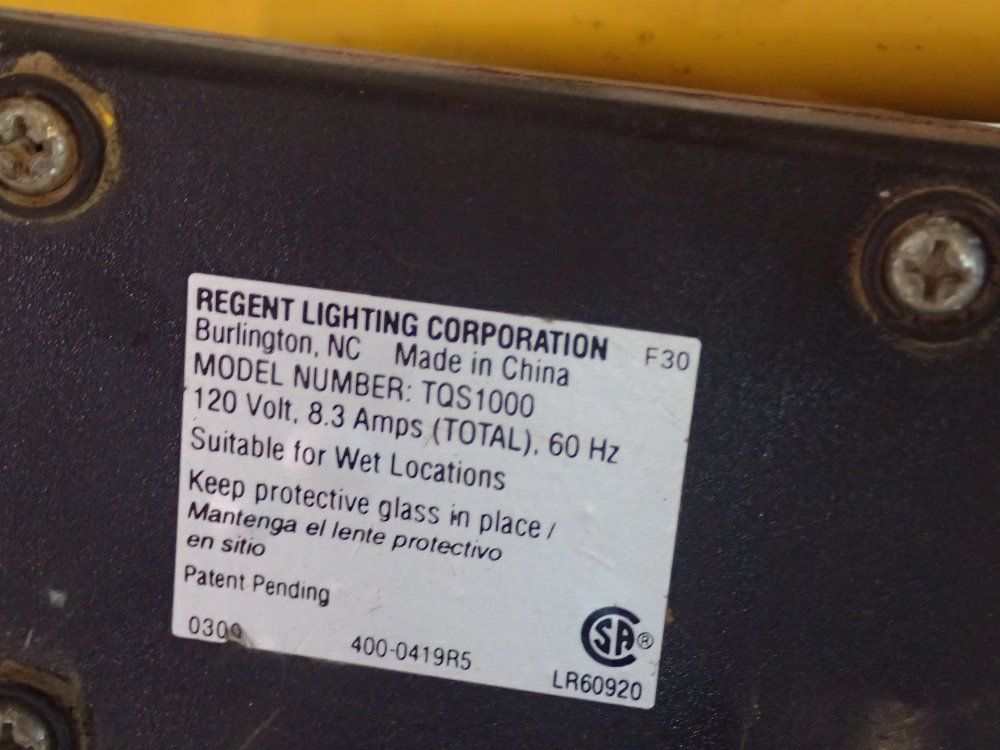 REGENT LIGHTING CORPORATION F30
Burlington, NC Made in China
MODEL NUMBER: TQS1000
120 Volt, 8.3 Amps (TOTAL), 60 Hz
Suitable for Wet Locations
Keep protective glass in place /
Mantenga el lente protectivo
en sitio
Patent Pending
0300 400-0419R5
SA ®
LR60920